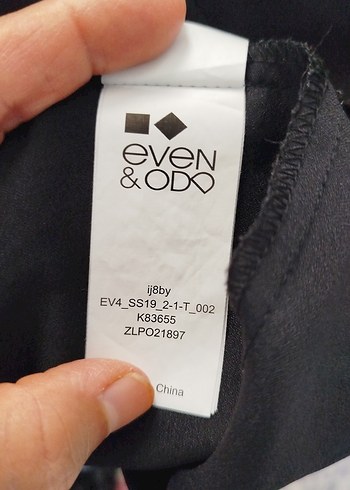 even
& ODD
ij8by
EV4_SS19_2-1-T_002
K83655
ZLPO21897
China